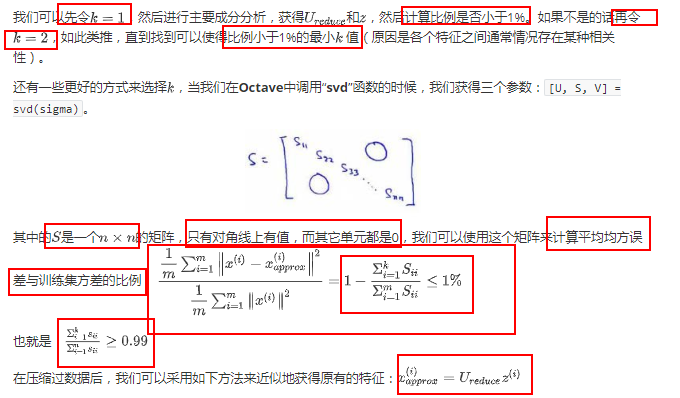 我们可以先令$k=1$，然后进行主要成分分析，获得$U_{reduce}$和$z$，然后计算比例是否小于1%。如果不是的话再令
$k=2$，如此类推，直到找到可以使得比例小于1%的最小$k$ 值（原因是各个特征之间通常情况存在某种相关
性）。
还有一些更好的方式来选择$k$，当我们在Octave中调用“svd”函数的时候，我们获得三个参数：[U, S, V] =
svd(sigma)。
$S = \begin{bmatrix} S_{11} & & & & \bigcirc \\ & S_{22} & & & \\ & & S_{33} & & \\ & & & \ddots & \\ \bigcirc & & & & S_{nn} \end{bmatrix}$
其中的$S$是一个$n \times n$的矩阵，只有对角线上有值，而其它单元都是0，我们可以使用这个矩阵来计算平均均方误
差与训练集方差的比例：$\frac{\frac{1}{m}\sum_{i=1}^{m}\left\|x^{(i)}-x_{approx}^{(i)}\right\|^2}{\frac{1}{m}\sum_{i=1}^{m}\left\|x^{(i)}\right\|^2} = 1 - \frac{\Sigma_{i=1}^{k}S_{ii}}{\Sigma_{i=1}^{m}S_{ii}} \leq 1\%$
也就是：$\frac{\Sigma_{i=1}^{k}s_{ii}}{\Sigma_{i=1}^{n}s_{ii}} \geq 0.99$
在压缩过数据后，我们可以采用如下方法来近似地获得原有的特征：$x_{approx}^{(i)} = U_{reduce}z^{(i)}$